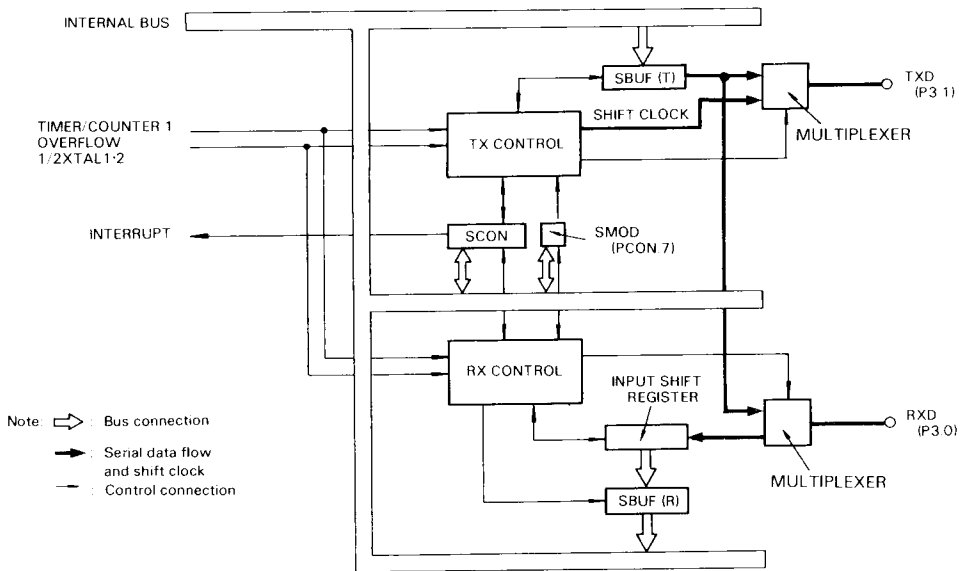 INTERNAL BUS
SBUF (T)
TXD
(P3.1)
SHIFT CLOCK
MULTIPLEXER
TIMER/COUNTER 1
OVERFLOW
1/2XTAL1·2
TX CONTROL
INTERRUPT
SCON
SMOD
(PCON.7)
RX CONTROL
INPUT SHIFT
REGISTER
RXD
(P3.0)
MULTIPLEXER
SBUF (R)
Note: : Bus connection
: Serial data flow
and shift clock
: Control connection